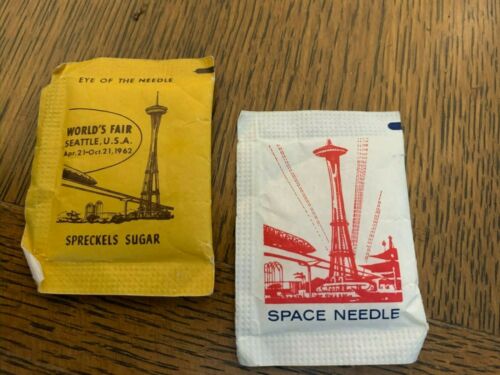 EYE OF THE NEEDLE
WORLD'S FAIR
SEATTLE, U.S.A.
Apr. 21-Oct. 21, 1962
SPRECKELS SUGAR
SPACE NEEDLE